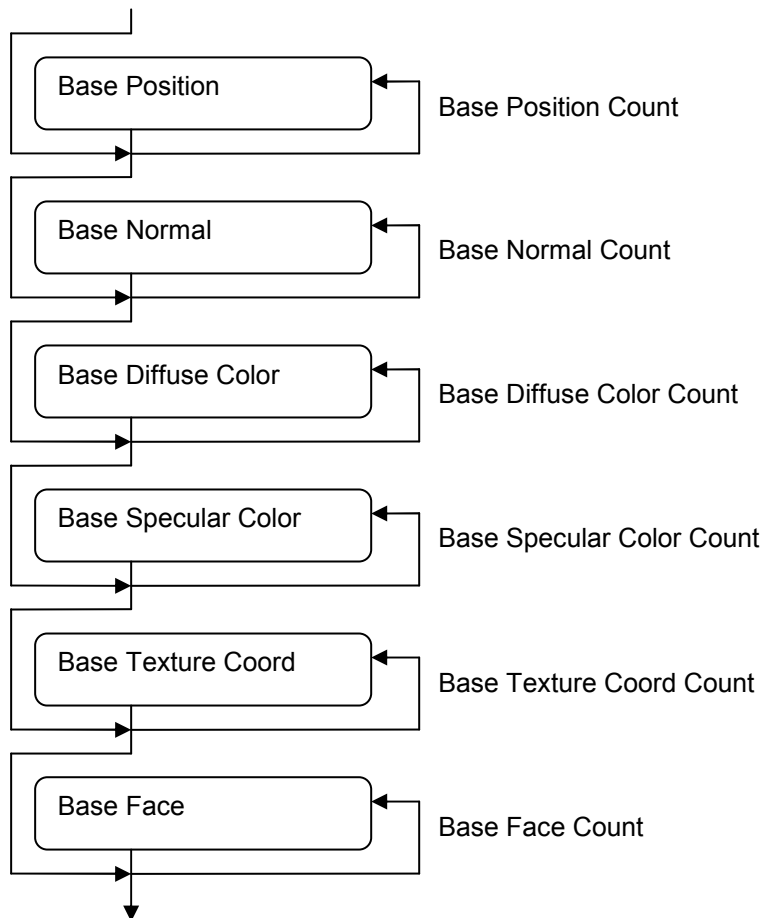 Base Position
Base Position Count
Base Normal
Base Normal Count
Base Diffuse Color
Base Diffuse Color Count
Base Specular Color
Base Specular Color Count
Base Texture Coord
Base Texture Coord Count
Base Face
Base Face Count